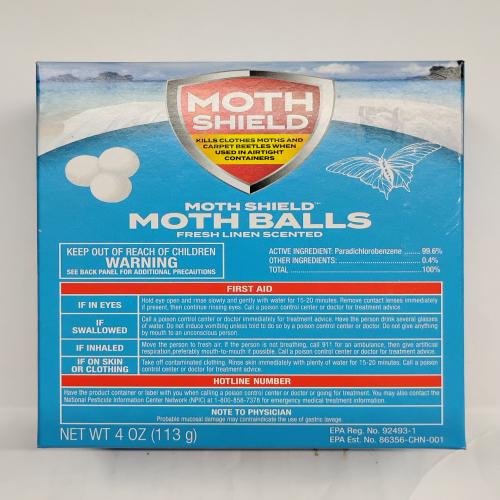 MOTH
SHIELD
KILLS CLOTHES MOTHS AND
CARPET BEETLES WHEN
USED IN AIRTIGHT
CONTAINERS
MOTH SHIELD™
MOTH BALLS
FRESH LINEN SCENTED
KEEP OUT OF REACH OF CHILDREN
WARNING
SEE BACK PANEL FOR ADDITIONAL PRECAUTIONS
ACTIVE INGREDIENT: Paradichlorobenzene ........ 99.6%
OTHER INGREDIENTS: ........ 0.4%
TOTAL ........ 100%
FIRST AID
IF IN EYES
Hold eye open and rinse slowly and gently with water for 15-20 minutes. Remove contact lenses immediately
if present, then continue rinsing eyes. Call a poison control center or doctor for treatment advice.
IF
SWALLOWED
Call a poison control center or doctor immediately for treatment advice. Have the person drink several glasses
of water. Do not induce vomiting unless told to do so by a poison control center or doctor. Do not give anything
by mouth to an unconscious person.
IF INHALED
Move the person to fresh air. If the person is not breathing, call 911 for an ambulance, then give artificial
respiration,preferably mouth-to-mouth if possible. Call a poison control center or doctor for treatment advice.
IF ON SKIN
OR CLOTHING
Take off contaminated clothing. Rinse skin immediately with plenty of water for 15-20 minutes. Call a poison
control center or doctor for treatment advice.
HOTLINE NUMBER
Have the product container or label with you when calling a poison control center or doctor or going for treatment. You may also contact the
National Pesticide Information Center Network (NPIC) at 1-800-858-7378 for emergency medical treatment information.
NOTE TO PHYSICIAN
Probable mucosal damage may contraindicate the use of gastric lavage.
NET WT 4 OZ (113 g)
EPA Reg. No. 92493-1
EPA Est. No. 86356-CHN-001